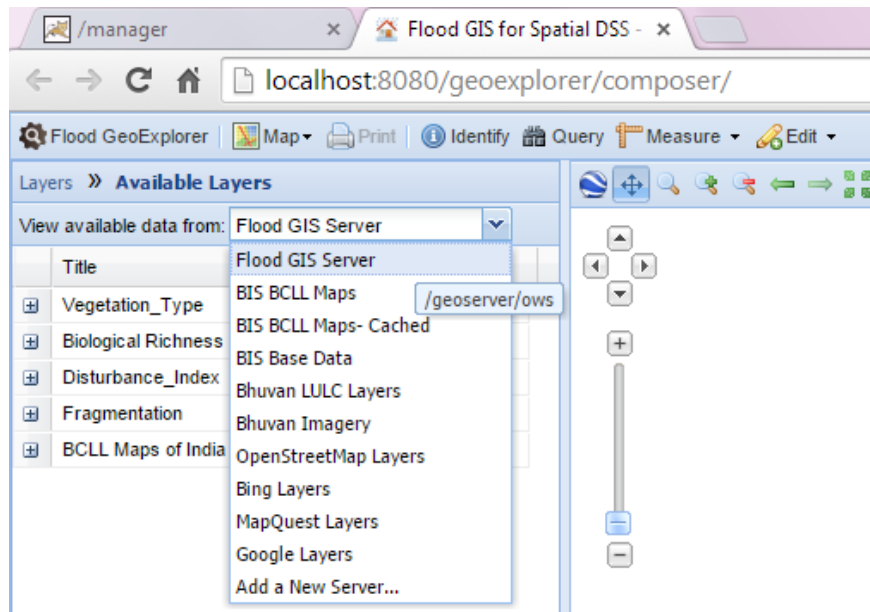 /manager
Flood GIS for Spatial DSS -
localhost:8080/geoexplorer/composer/
Flood GeoExplorer Map Print Identify Query Measure Edit
Layers » Available Layers
View available data from: Flood GIS Server
Title
Vegetation_Type
Biological Richness
Disturbance_Index
Fragmentation
BCLL Maps of India
Flood GIS Server
BIS BCLL Maps
/geoserver/ows
BIS BCLL Maps- Cached
BIS Base Data
Bhuvan LULC Layers
Bhuvan Imagery
OpenStreetMap Layers
Bing Layers
MapQuest Layers
Google Layers
Add a New Server...